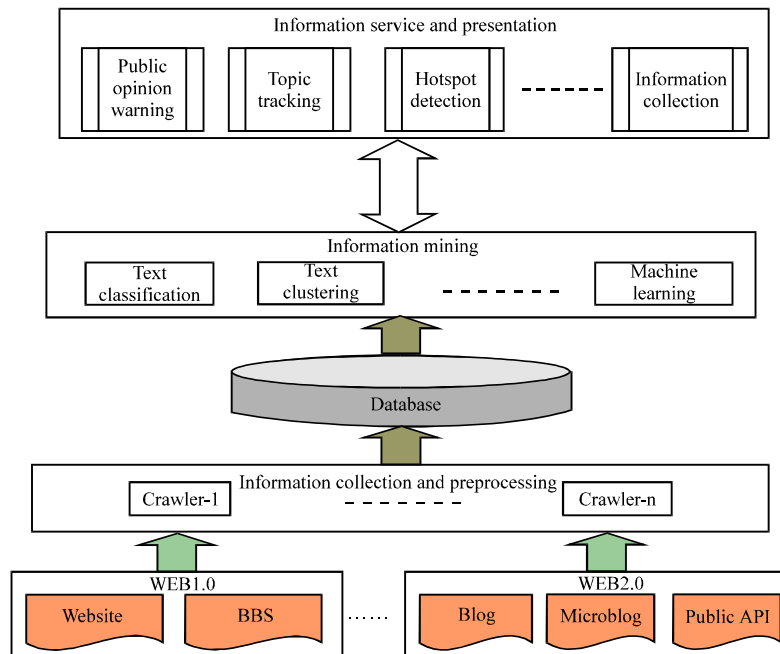 Information service and presentation
Public
opinion
warning
Topic
tracking
Hotspot
detection
Information
collection
Information mining
Text
classification
Text
clustering
Machine
learning
Database
Information collection and preprocessing
Crawler-1
Crawler-n
WEB1.0
Website
BBS
WEB2.0
Blog
Microblog
Public API